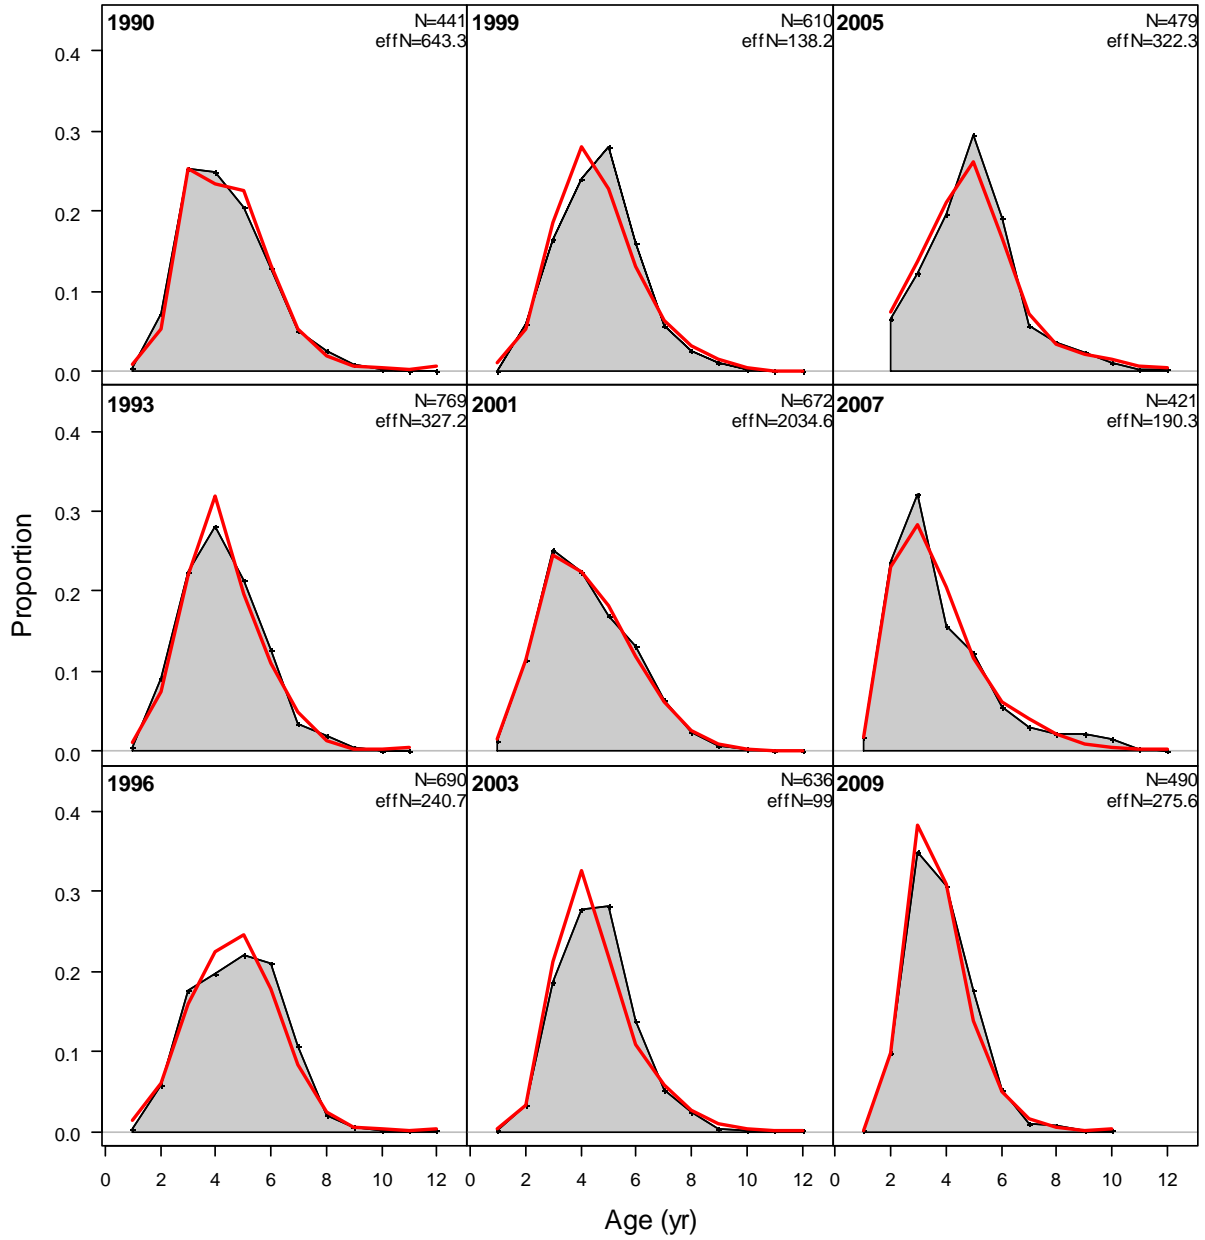 1990
N=441
effN=643.3
1999
N=610
effN=138.2
2005
N=479
effN=322.3
0.4
0.3
0.2
0.1
0.0
1993
N=769
effN=327.2
2001
N=672
effN=2034.6
2007
N=421
effN=190.3
0.4
0.3
0.2
0.1
0.0
Proportion
1996
N=690
effN=240.7
2003
N=636
effN=99
2009
N=490
effN=275.6
0.4
0.3
0.2
0.1
0.0
0 2 4 6 8 10 12
0 2 4 6 8 10 12
0 2 4 6 8 10 12
Age (yr)